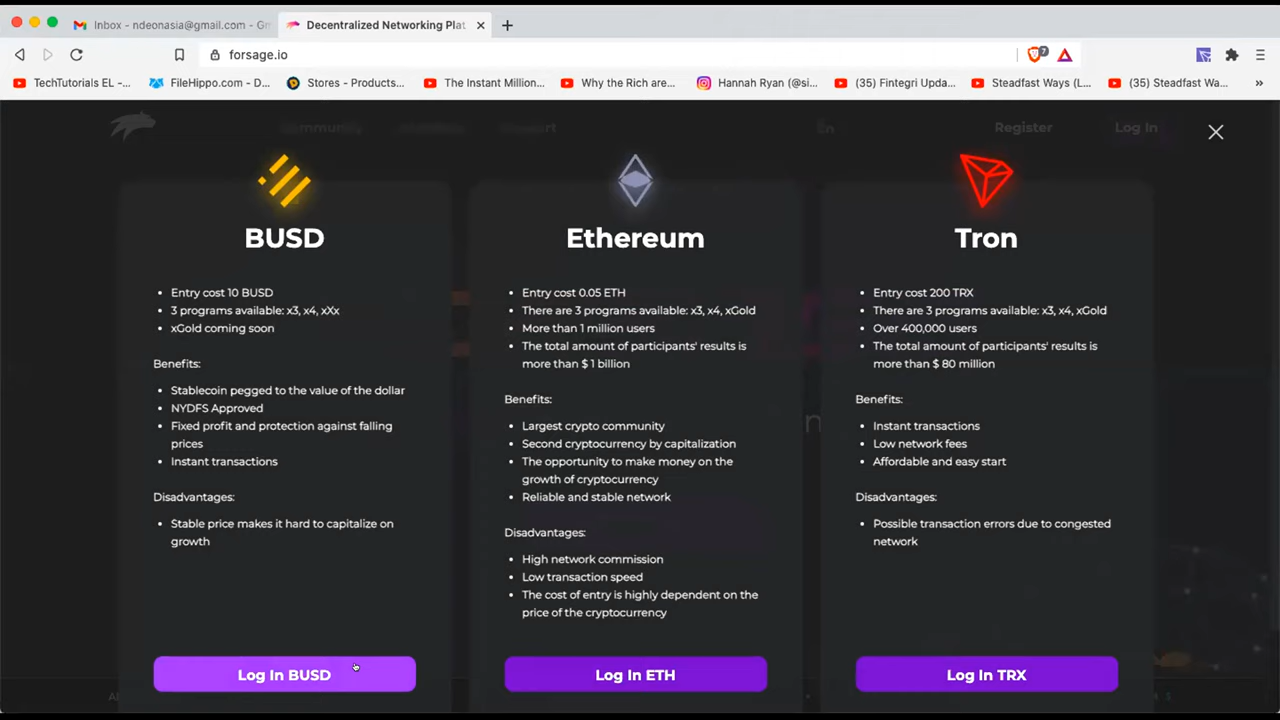 Inbox - ndeonasia@gmail.com - G
Decentralized Networking Plat
forsage.io
7
TechTutorials EL -...
FileHippo.com - D...
Stores - Products...
The Instant Million...
Why the Rich are...
Hannah Ryan (@si...
(35) Fintegri Upda...
Steadfast Ways (L...
(35) Steadfast Wa...
Community
Support
En
Register
Log In
BUSD
Entry cost 10 BUSD
3 programs available: x3, x4, xXx
xGold coming soon
Benefits:
Stablecoin pegged to the value of the dollar
NYDFS Approved
Fixed profit and protection against falling
prices
Instant transactions
Disadvantages:
Stable price makes it hard to capitalize on
growth
Log In BUSD
Ethereum
Entry cost 0.05 ETH
There are 3 programs available: x3, x4, xGold
More than 1 million users
The total amount of participants' results is
more than $ 1 billion
Benefits:
Largest crypto community
Second cryptocurrency by capitalization
The opportunity to make money on the
growth of cryptocurrency
Reliable and stable network
Disadvantages:
High network commission
Low transaction speed
The cost of entry is highly dependent on the
price of the cryptocurrency
Log In ETH
Tron
Entry cost 200 TRX
There are 3 programs available: x3, x4, xGold
Over 400,000 users
The total amount of participants' results is
more than $ 80 million
Benefits:
Instant transactions
Low network fees
Affordable and easy start
Disadvantages:
Possible transaction errors due to congested
network
Log In TRX